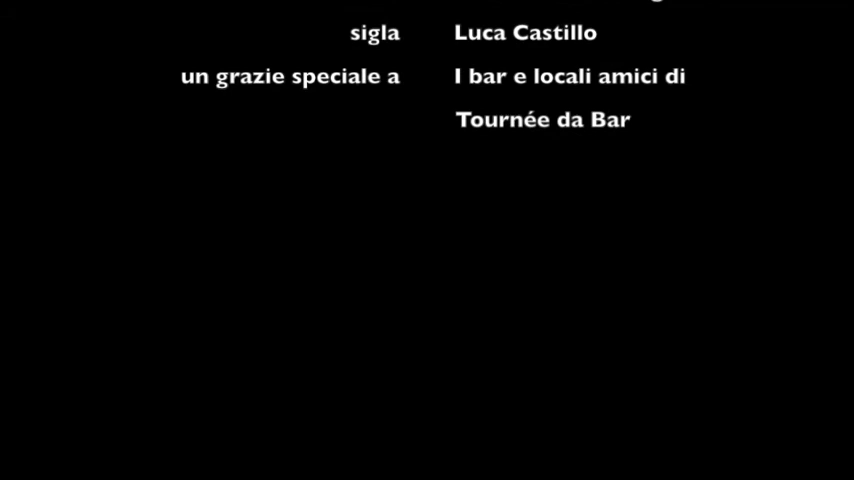 sigla Luca Castillo
un grazie speciale a I bar e locali amici di
Tournée da Bar